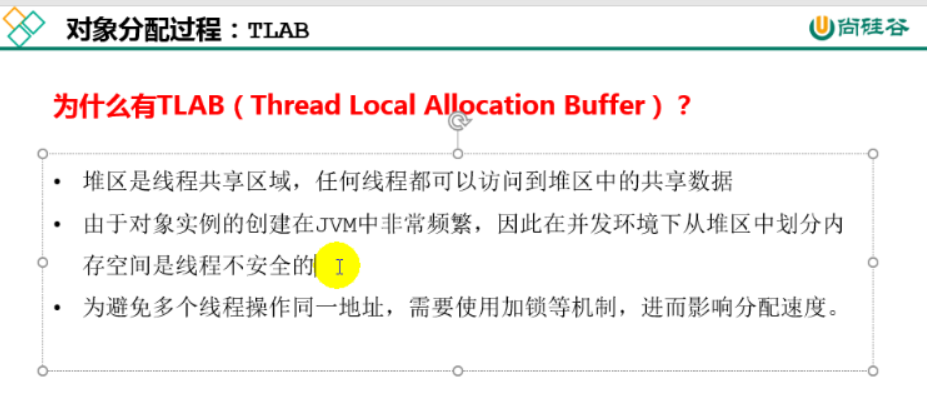 对象分配过程：TLAB
尚硅谷
为什么有TLAB（Thread Local Allocation Buffer）？
• 堆区是线程共享区域，任何线程都可以访问到堆区中的共享数据
• 由于对象实例的创建在JVM中非常频繁，因此在并发环境下从堆区中划分内
存空间是线程不安全的
• 为避免多个线程操作同一地址，需要使用加锁等机制，进而影响分配速度。